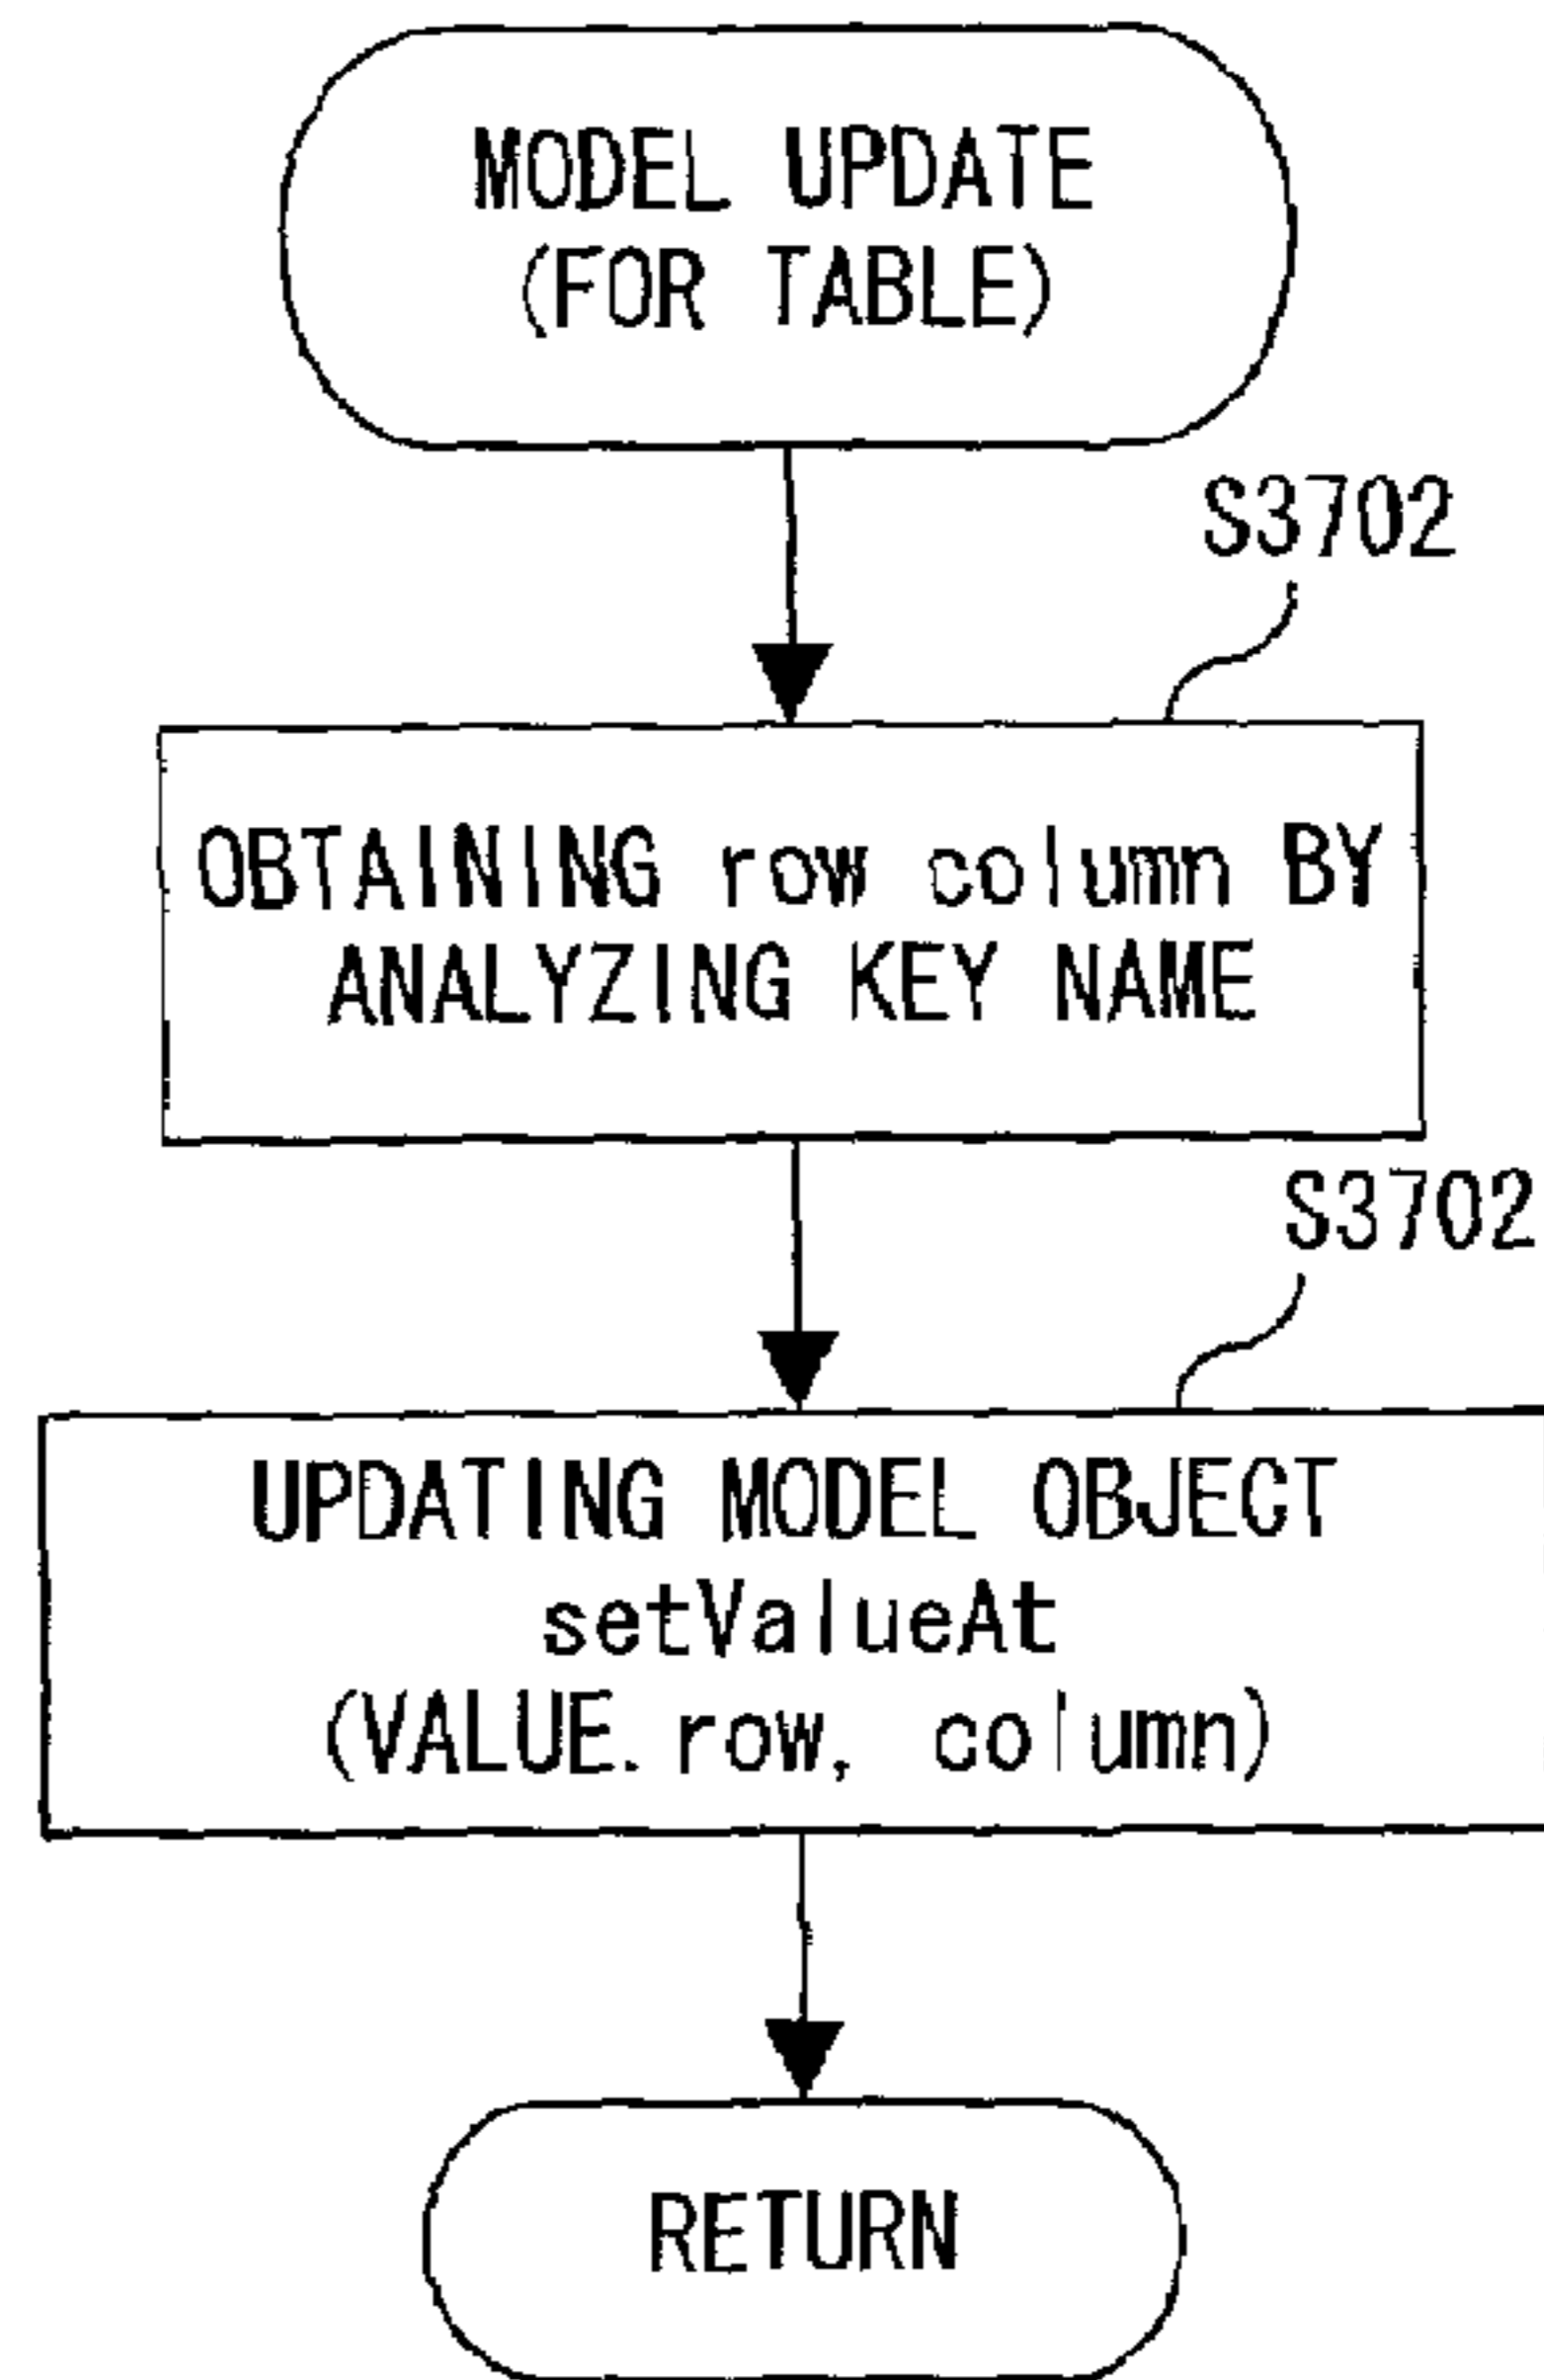 MODEL UPDATE
(FOR TABLE)
S3702
OBTAINING row column BY
ANALYZING KEY NAME
S3702
UPDATING MODEL OBJECT
setValueAt
(VALUE. row, column)
RETURN